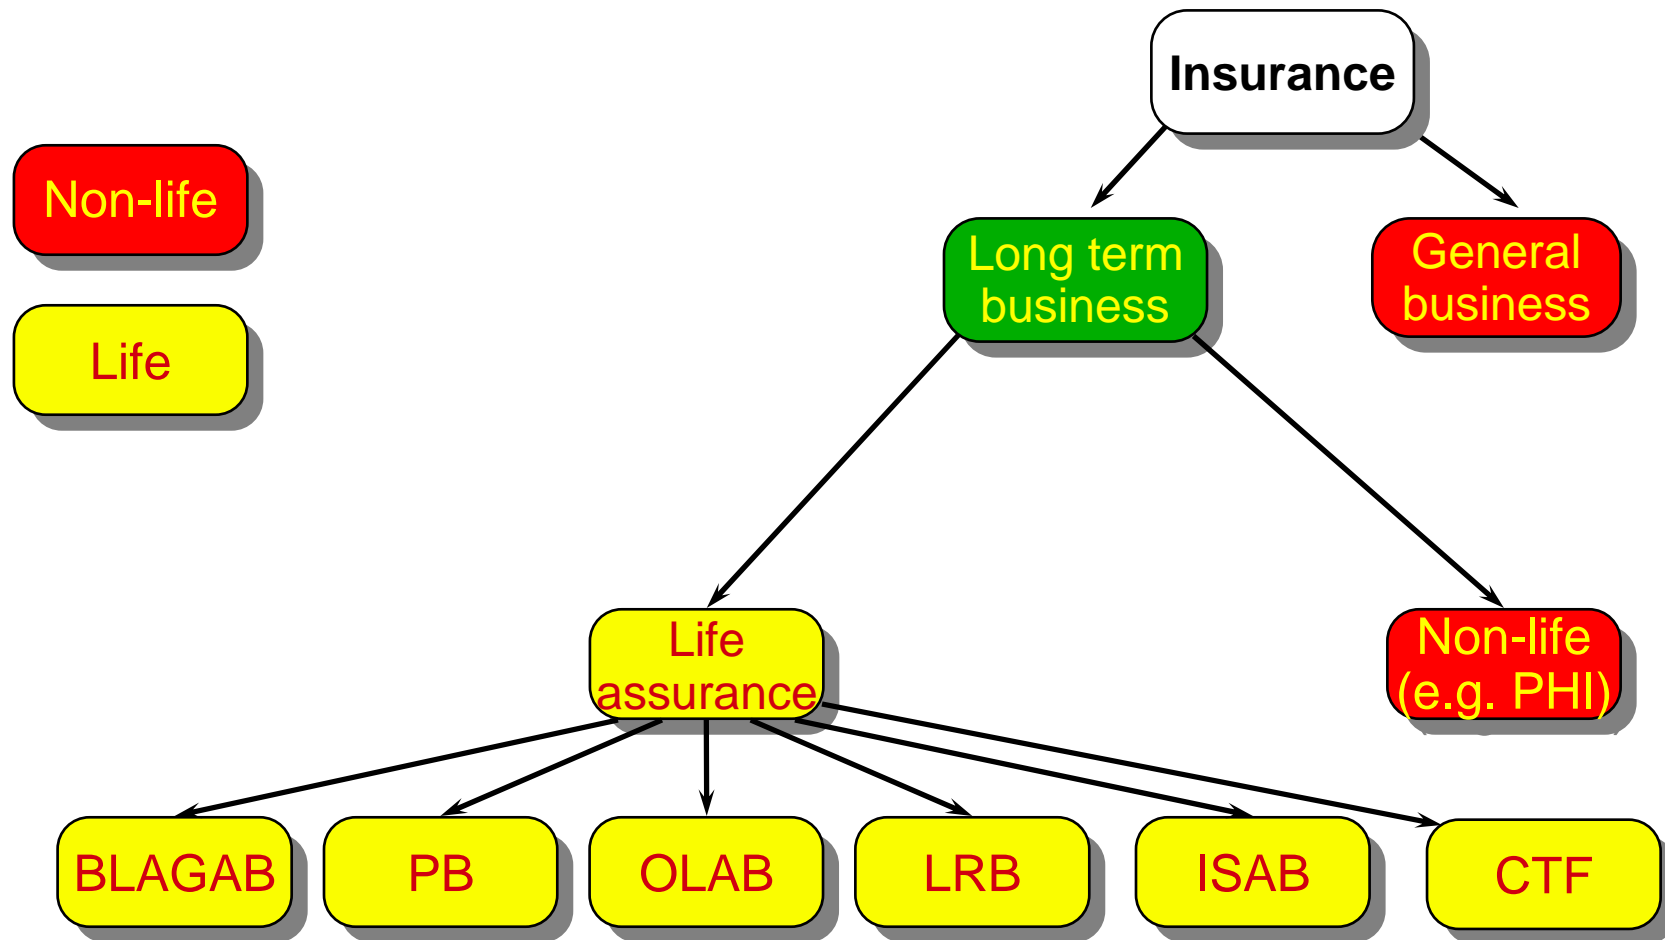 Insurance
Non-life
Long term
business
General
business
Life
Life
assurance
Non-life
(e.g. PHI)
BLAGAB
PB
OLAB
LRB
ISAB
CTF